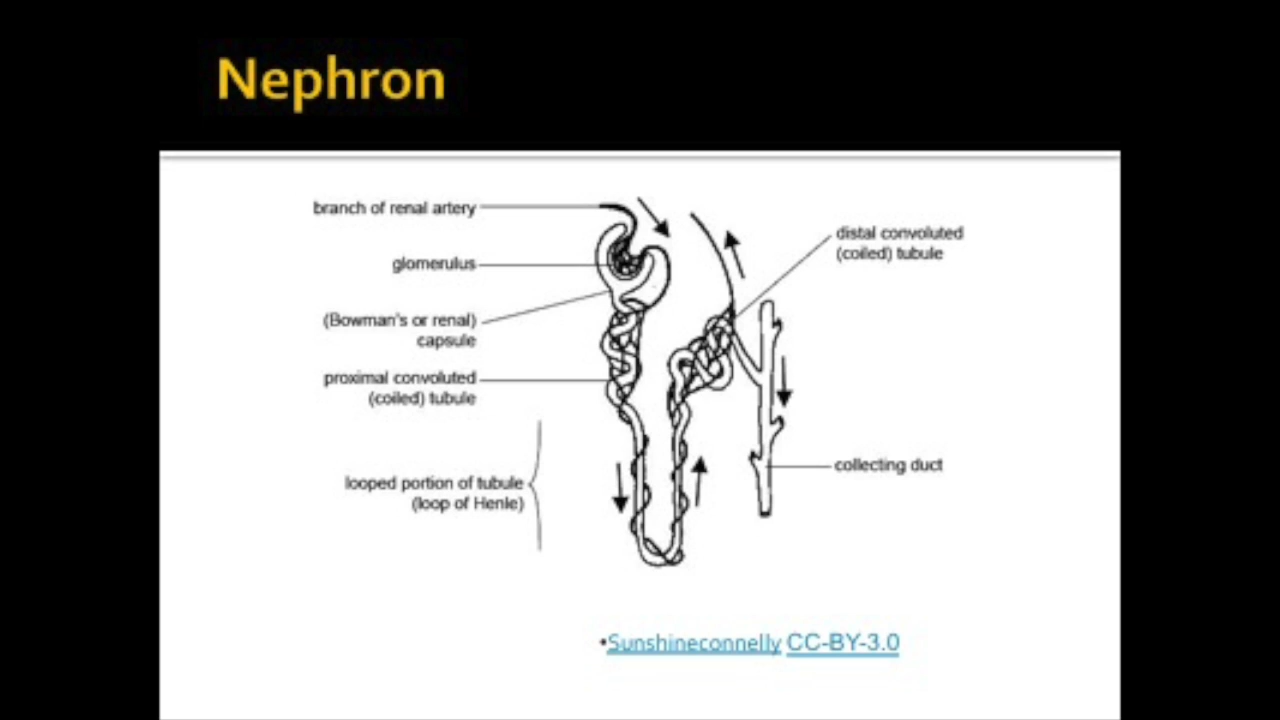 Nephron
branch of renal artery
glomerulus
(Bowman's or renal)
capsule
proximal convoluted
(coiled) tubule
looped portion of tubule
(loop of Henle)
distal convoluted
(coiled) tubule
collecting duct
•Sunshineconnelly CC-BY-3.0